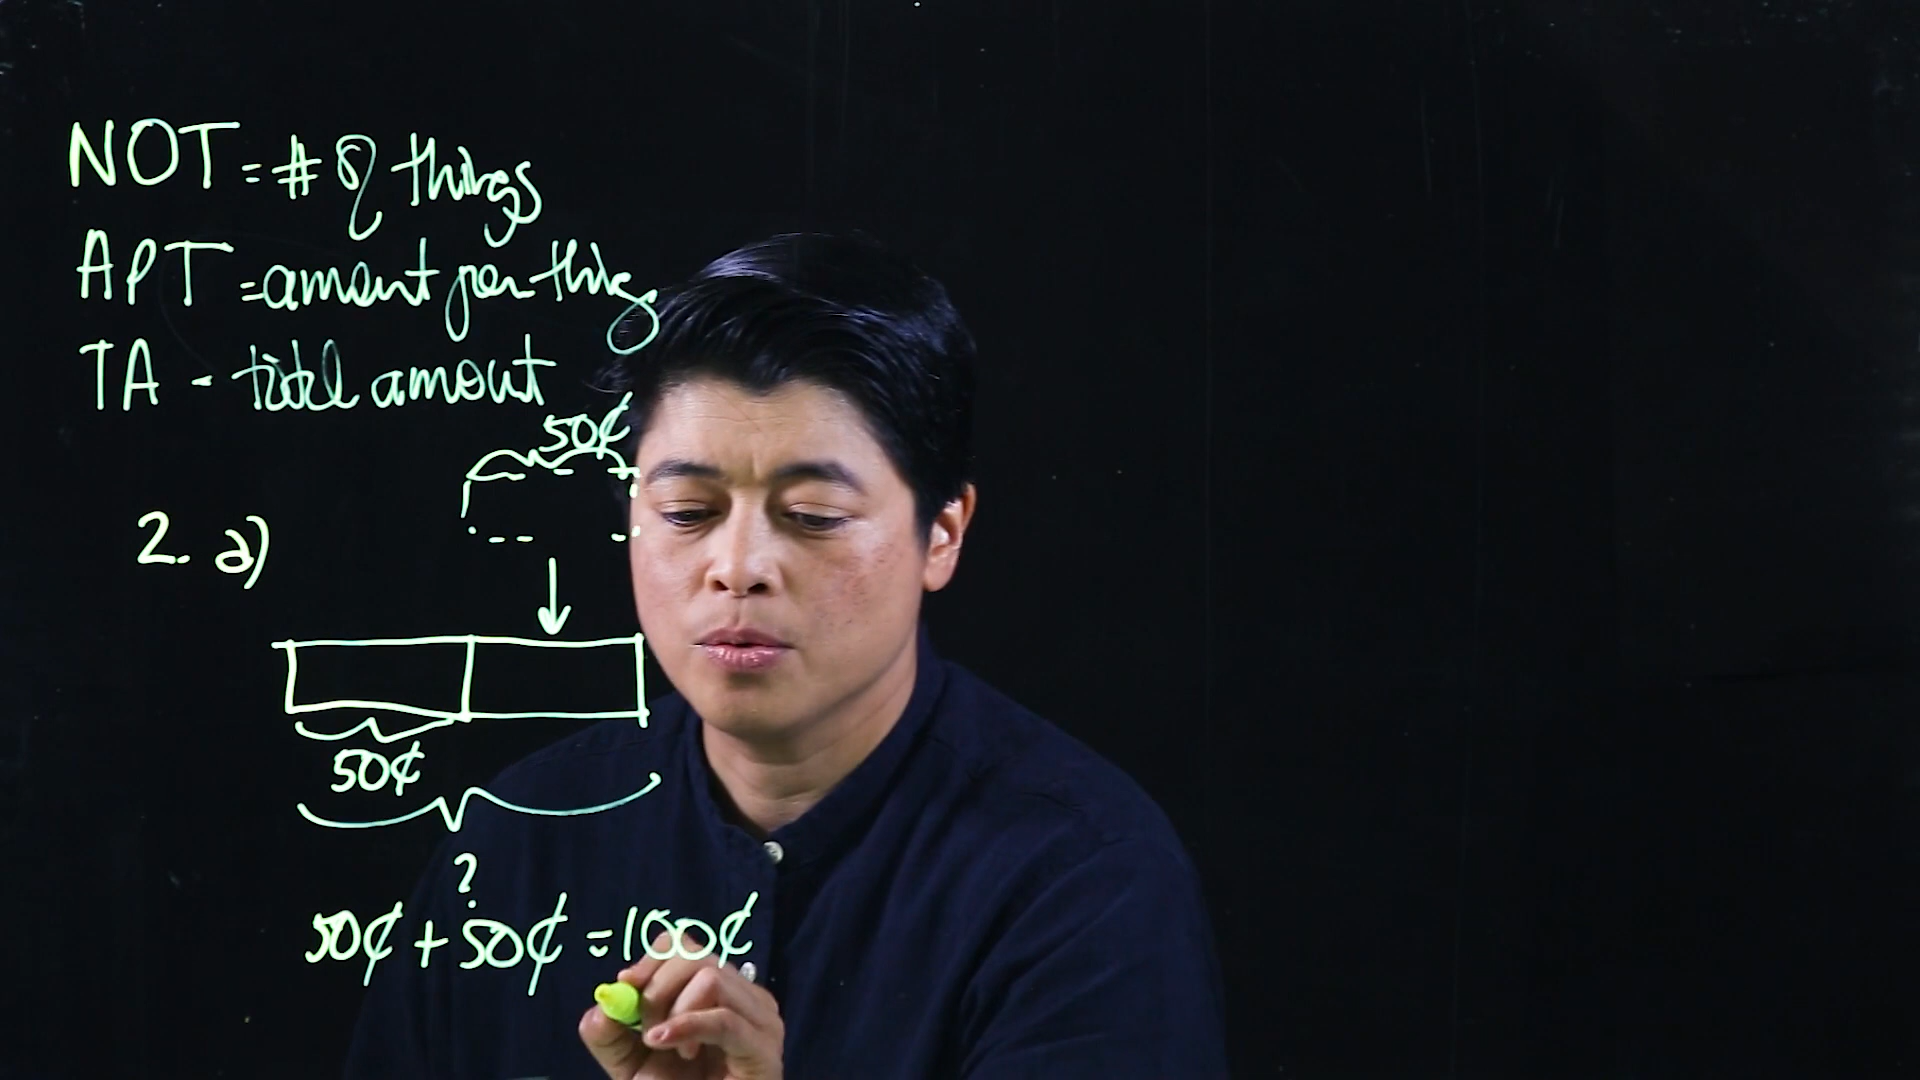 NOT = # of things
APT = amount per thing
TA - total amount
50¢
2. a)
50¢
?
50¢ + 50¢ = 100¢